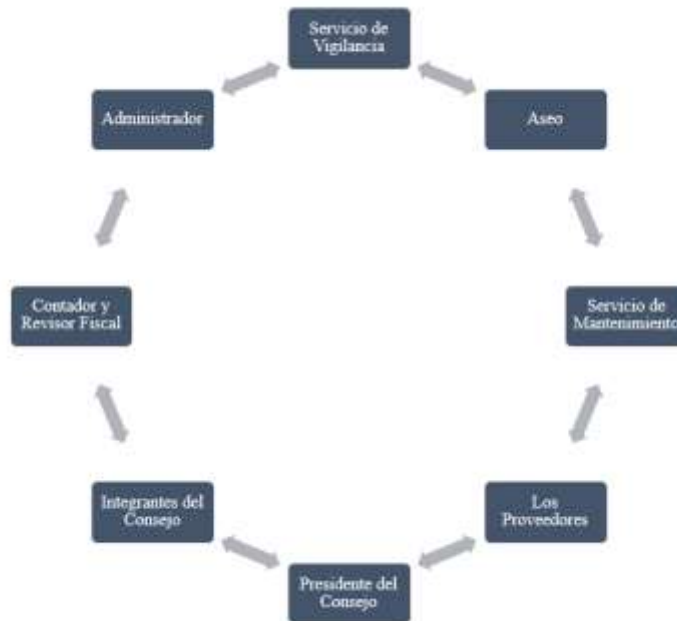 Servicio de
Vigilancia
Administrador
Aseo
Contador y
Revisor Fiscal
Servicio de
Mantenimiento
Integrantes del
Consejo
Los
Proveedores
Presidente del
Consejo